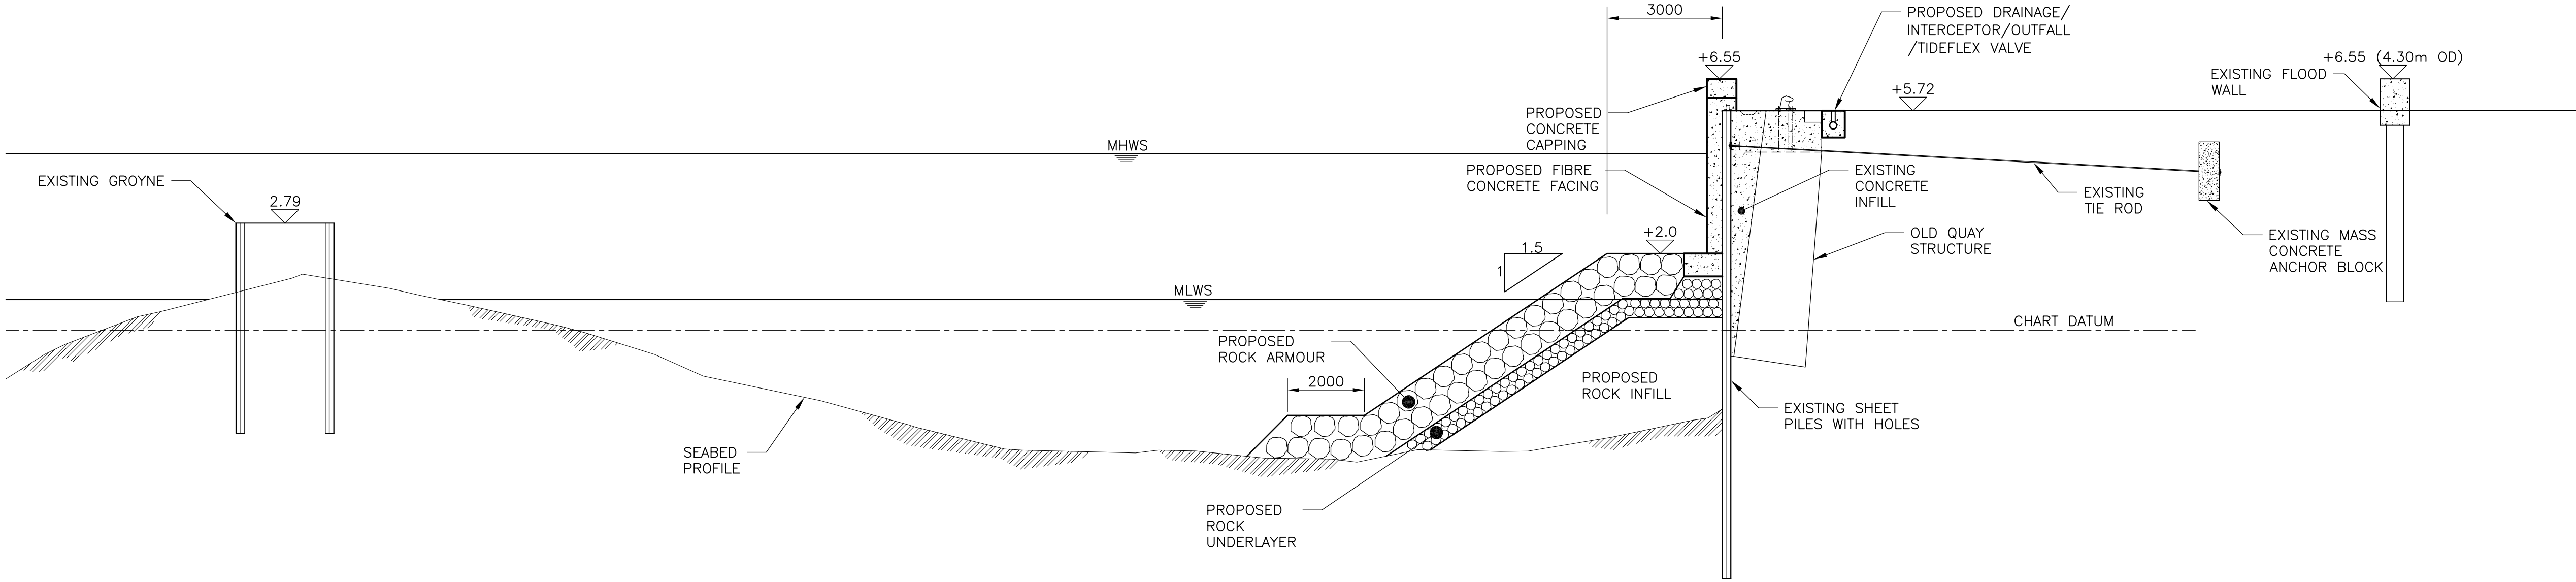 3000
PROPOSED DRAINAGE/
INTERCEPTOR/OUTFALL
/TIDEFLEX VALVE
+6.55
+6.55 (4.30m OD)
EXISTING FLOOD
WALL
+5.72
PROPOSED
CONCRETE
CAPPING
MHWS
EXISTING GROYNE
PROPOSED FIBRE
CONCRETE FACING
EXISTING
CONCRETE
INFILL
EXISTING
TIE ROD
2.79
+2.0
OLD QUAY
STRUCTURE
EXISTING MASS
CONCRETE
ANCHOR BLOCK
1.5
1
MLWS
CHART DATUM
PROPOSED
ROCK ARMOUR
2000
PROPOSED
ROCK INFILL
EXISTING SHEET
PILES WITH HOLES
SEABED
PROFILE
PROPOSED
ROCK
UNDERLAYER